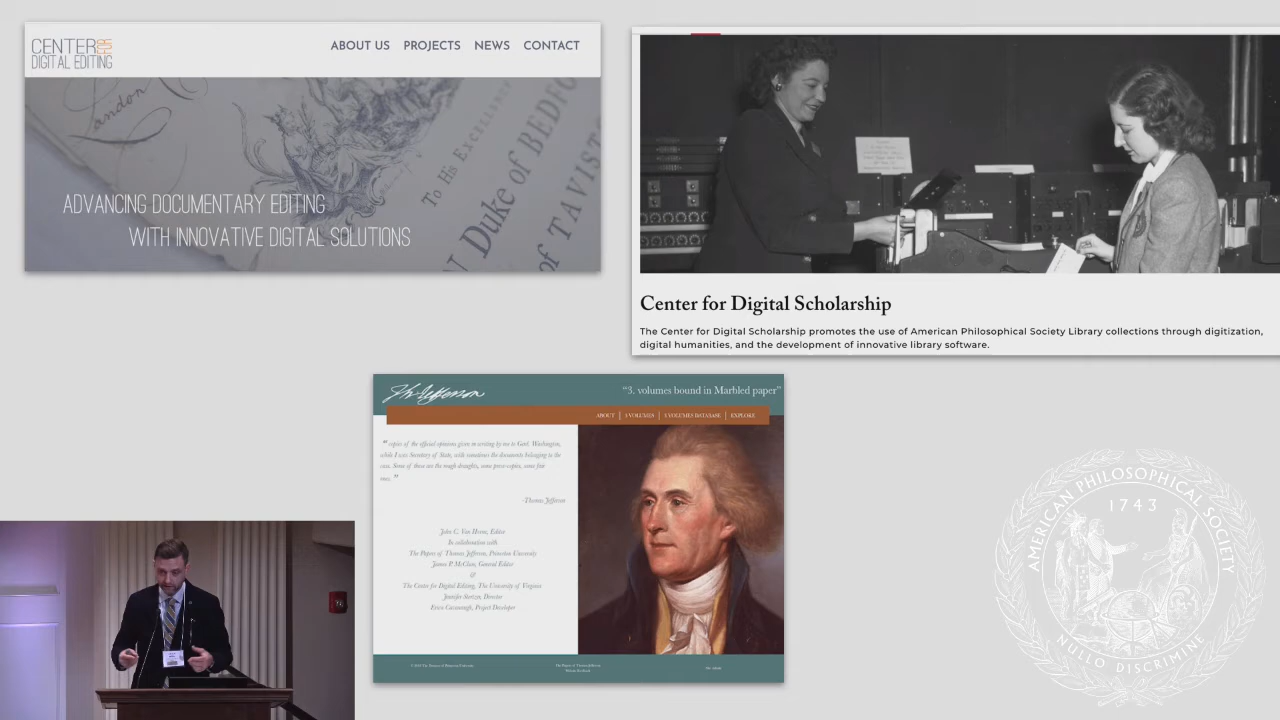 CENTER FOR
DIGITAL EDITING
ABOUT US PROJECTS NEWS CONTACT
London
To His Excellency
Duke of BEDFO
of TAVIST
ADVANCING DOCUMENTARY EDITING
WITH INNOVATIVE DIGITAL SOLUTIONS
Center for Digital Scholarship
The Center for Digital Scholarship promotes the use of American Philosophical Society Library collections through digitization,
digital humanities, and the development of innovative library software.
Th Jefferson
"3. volumes bound in Marbled paper"
ABOUT | 3 VOLUMES | 3 VOLUMES DATABASE | EXPLORE
" copies of the official opinions given in writing by me to Genl. Washington,
while I was Secretary of State, with sometimes the documents belonging to the
case. Some of these are the rough draughts, some press-copies, some fair
ones. "
-Thomas Jefferson
John C. Van Horne, Editor
In collaboration with
The Papers of Thomas Jefferson, Princeton University
James P. McClure, General Editor
&
The Center for Digital Editing, The University of Virginia
Jennifer Stertzer, Director
Erica Cavanaugh, Project Developer
AMERICAN PHILOSOPHICAL SOCIETY
1743
NULLO DISCRIMINE